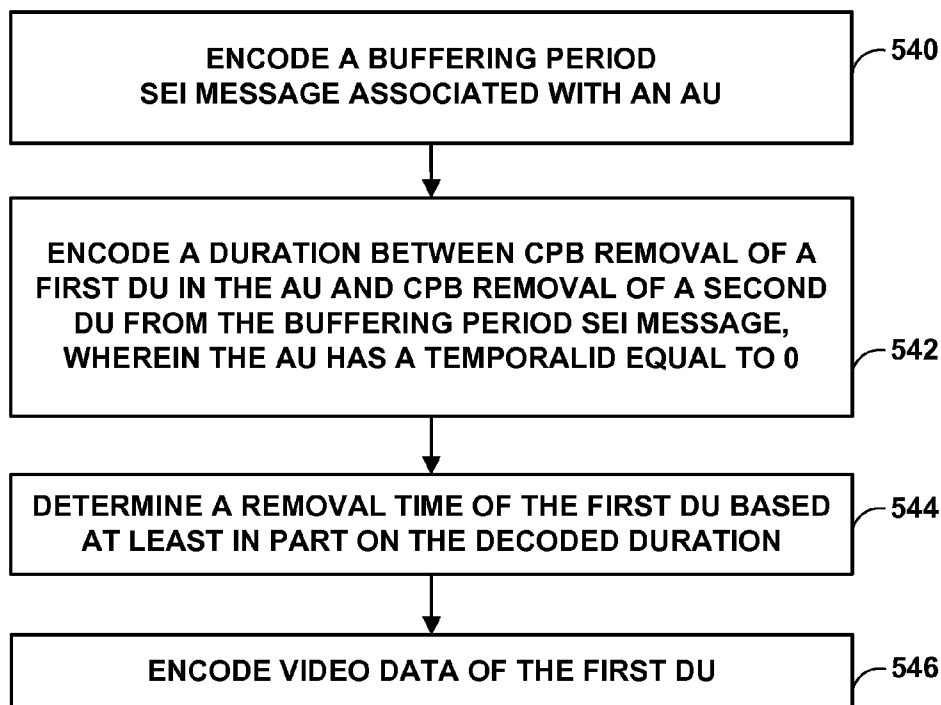 ENCODE A BUFFERING PERIOD
SEI MESSAGE ASSOCIATED WITH AN AU
540
ENCODE A DURATION BETWEEN CPB REMOVAL OF A
FIRST DU IN THE AU AND CPB REMOVAL OF A SECOND
DU FROM THE BUFFERING PERIOD SEI MESSAGE,
WHEREIN THE AU HAS A TEMPORALID EQUAL TO 0
542
DETERMINE A REMOVAL TIME OF THE FIRST DU BASED
AT LEAST IN PART ON THE DECODED DURATION
544
ENCODE VIDEO DATA OF THE FIRST DU
546